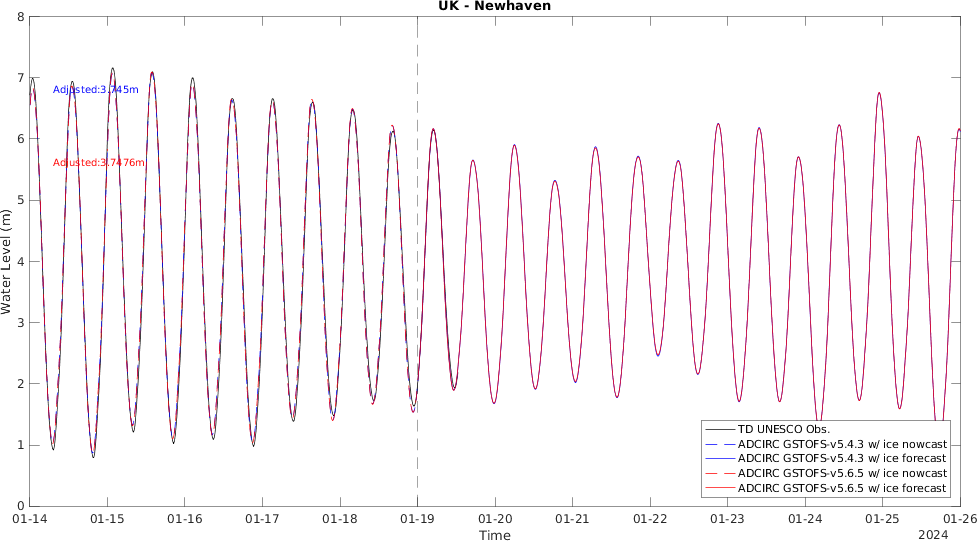 UK - Newhaven
8
7
6
5
4
3
2
1
0
Water Level (m)
Adjusted:3.745m
Adjusted:3.7476m
TD UNESCO Obs.
ADCIRC GSTOFS-v5.4.3 w/ ice nowcast
ADCIRC GSTOFS-v5.4.3 w/ ice forecast
ADCIRC GSTOFS-v5.6.5 w/ ice nowcast
ADCIRC GSTOFS-v5.6.5 w/ ice forecast
01-14 01-15 01-16 01-17 01-18 01-19 01-20 01-21 01-22 01-23 01-24 01-25 01-26
Time
2024